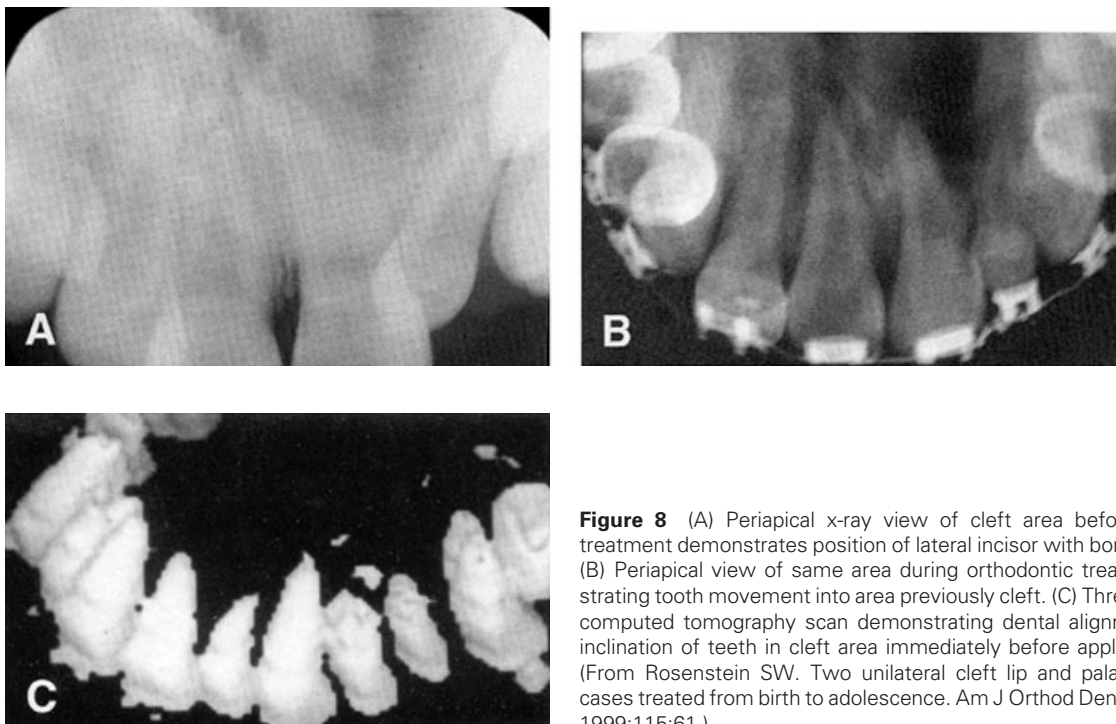 A
B
C
Figure 8 (A) Periapical x-ray view of cleft area
treatment demonstrates position of lateral incisor with
(B) Periapical view of same area during orthodontic
strating tooth movement into area previously cleft. (C)
computed tomography scan demonstrating dental
inclination of teeth in cleft area immediately before
(From Rosenstein SW. Two unilateral cleft lip and
cases treated from birth to adolescence. Am J Orthod
1999;115:61.)